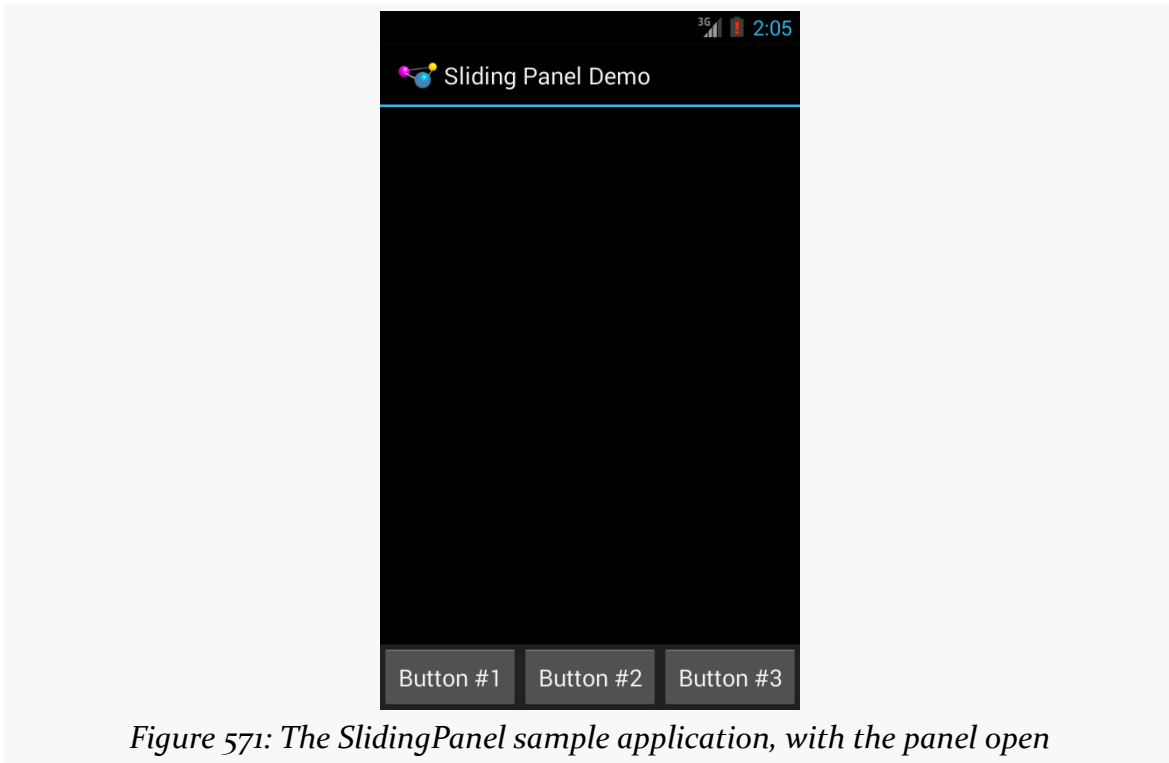 3G 2:05
Sliding Panel Demo
Button #1 Button #2 Button #3
Figure 571: The SlidingPanel sample application, with the panel open